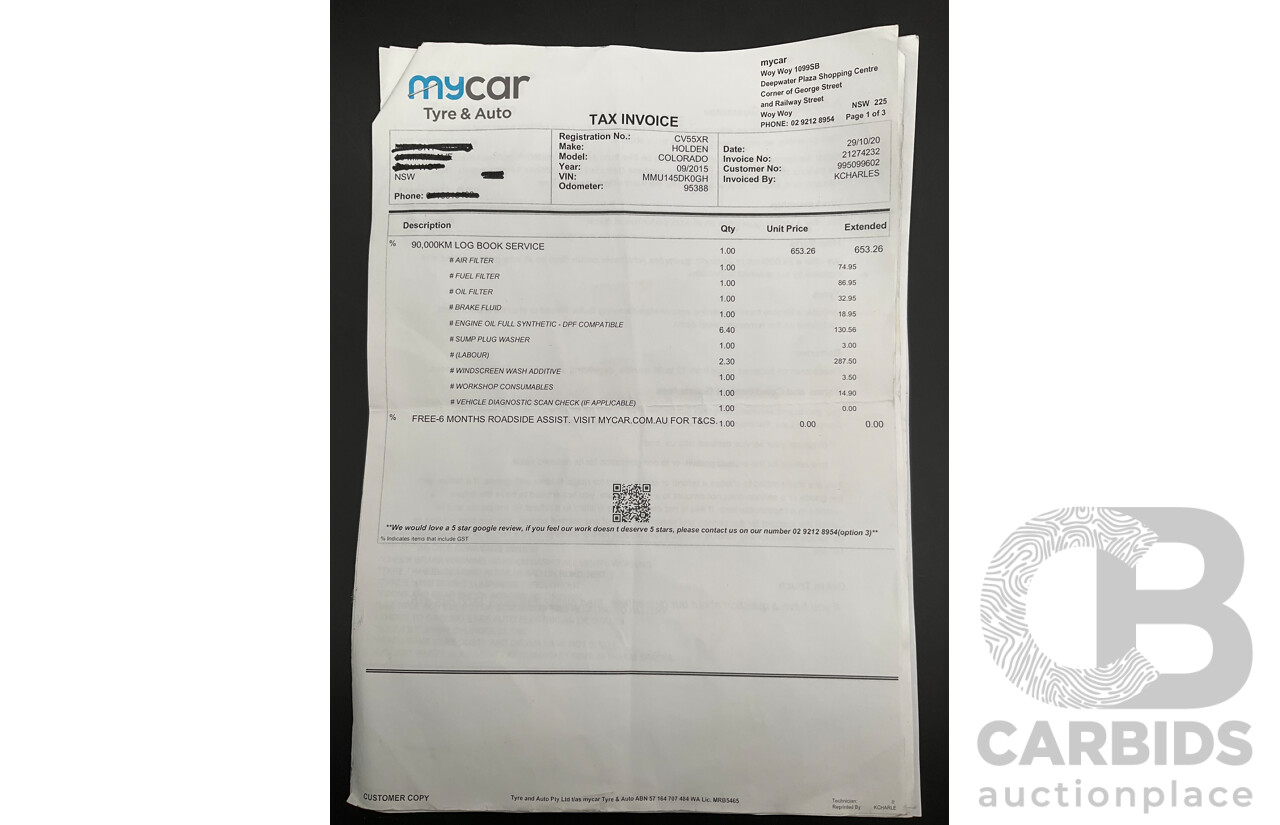 mycar
Tyre & Auto
TAX INVOICE
mycar
Woy Woy 1099SB
Deepwater Plaza Shopping Centre
Corner of George Street
and Railway Street
Woy Woy NSW 225
PHONE: 02 9212 8954 Page 1 of 3
NSW
Phone:
Registration No.: CV55XR
Make: HOLDEN
Model: COLORADO
Year: 09/2015
VIN: MMU145DK0GH
Odometer: 95388
Date: 29/10/20
Invoice No: 21274232
Customer No: 995099602
Invoiced By: KCHARLES
Description Qty Unit Price Extended
% 90,000KM LOG BOOK SERVICE 1.00 653.26 653.26
# AIR FILTER 1.00 74.95
# FUEL FILTER 1.00 86.95
# OIL FILTER 1.00 32.95
# BRAKE FLUID 1.00 18.95
# ENGINE OIL FULL SYNTHETIC - DPF COMPATIBLE 6.40 130.56
# SUMP PLUG WASHER 1.00 3.00
# (LABOUR) 2.30 287.50
# WINDSCREEN WASH ADDITIVE 1.00 3.50
# WORKSHOP CONSUMABLES 1.00 14.90
# VEHICLE DIAGNOSTIC SCAN CHECK (IF APPLICABLE) 1.00 0.00
% FREE-6 MONTHS ROADSIDE ASSIST. VISIT MYCAR.COM.AU FOR T&CS. 1.00 0.00 0.00
**We would love a 5 star google review, if you feel our work doesn t deserve 5 stars, please contact us on our number 02 9212 8954(option 3)**
% Indicates items that include GST
CUSTOMER COPY
Tyre and Auto Pty Ltd t/as mycar Tyre & Auto ABN 57 164 797 484 WA Lic. MRB5465
Technician
Reprinted By KCHARLE
CB
CARBIDS
auctionplace